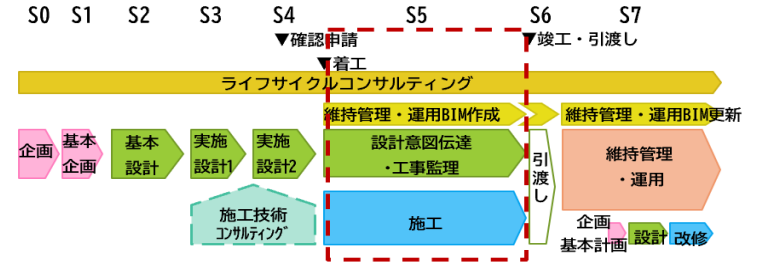 S0 S1 S2 S3 S4 S5 S6 S7
▼確認申請
▼竣工・引渡し
▼着工
ライフサイクルコンサルティング
維持管理・運用BIM作成
維持管理・運用BIM更新
企画
基本
企画
基本
設計
実施
設計1
実施
設計2
設計意図伝達
・工事監理
引渡し
維持管理
・運用
施工技術
コンサルティング
施工
企画
基本計画
設計
改修